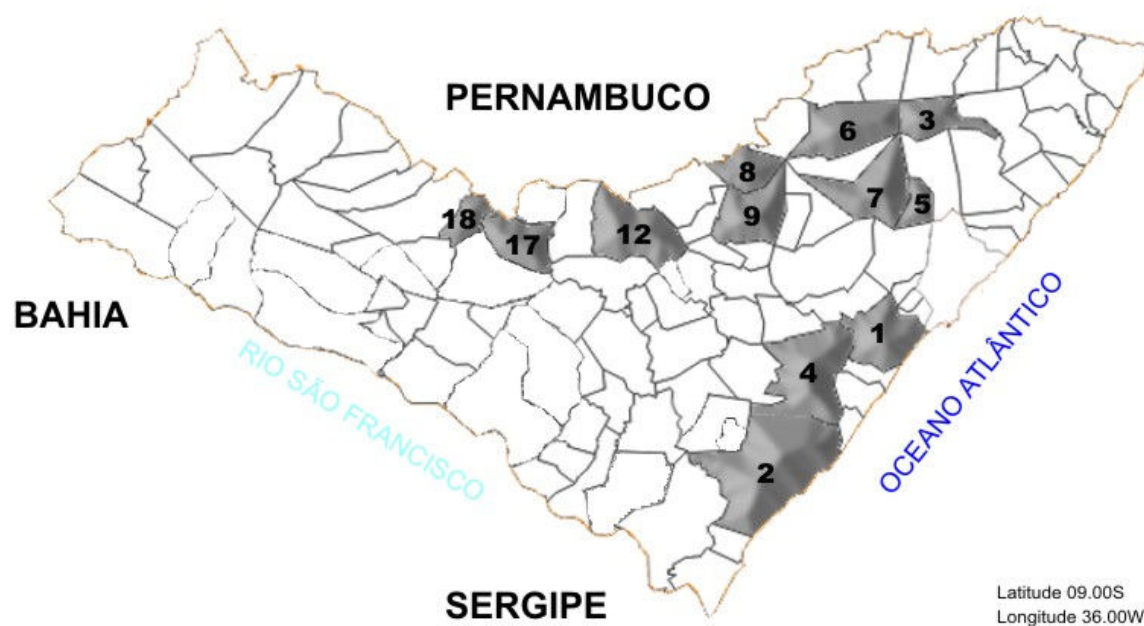 PERNAMBUCO
6
3
8
7
5
9
18
17
12
BAHIA
1
4
RIO SÃO FRANCISCO
OCEANO ATLÂNTICO
2
SERGIPE
Latitude 09.00S
Longitude 36.00W